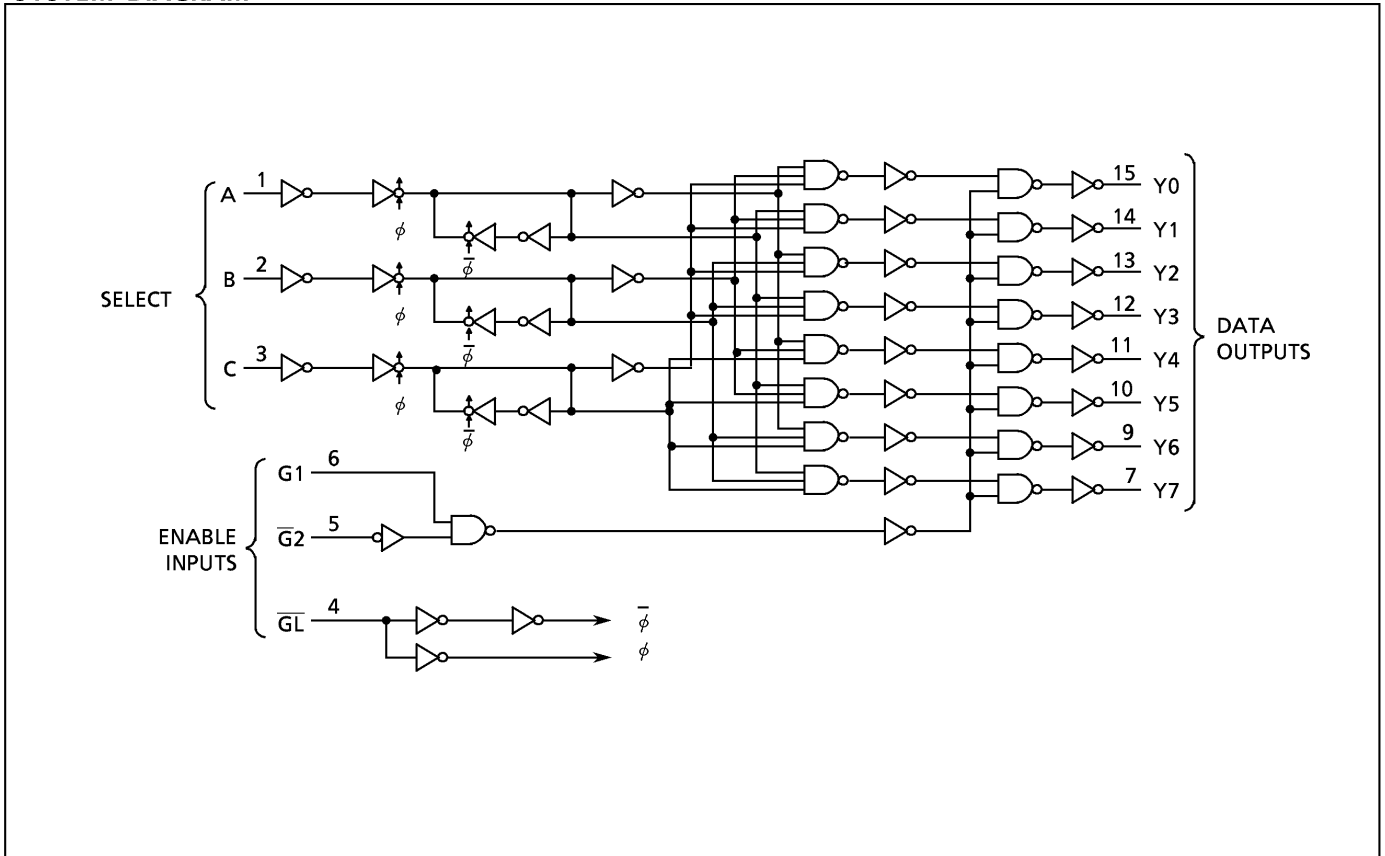 SYSTEM DIAGRAM
SELECT
A 1
ϕ
ϕ̅
B 2
ϕ
ϕ̅
C 3
ϕ
ϕ̅
ENABLE
INPUTS
G1 6
G̅2 5
G̅L̅ 4
ϕ̅
ϕ
15 Y0
14 Y1
13 Y2
12 Y3
11 Y4
10 Y5
9 Y6
7 Y7
DATA
OUTPUTS